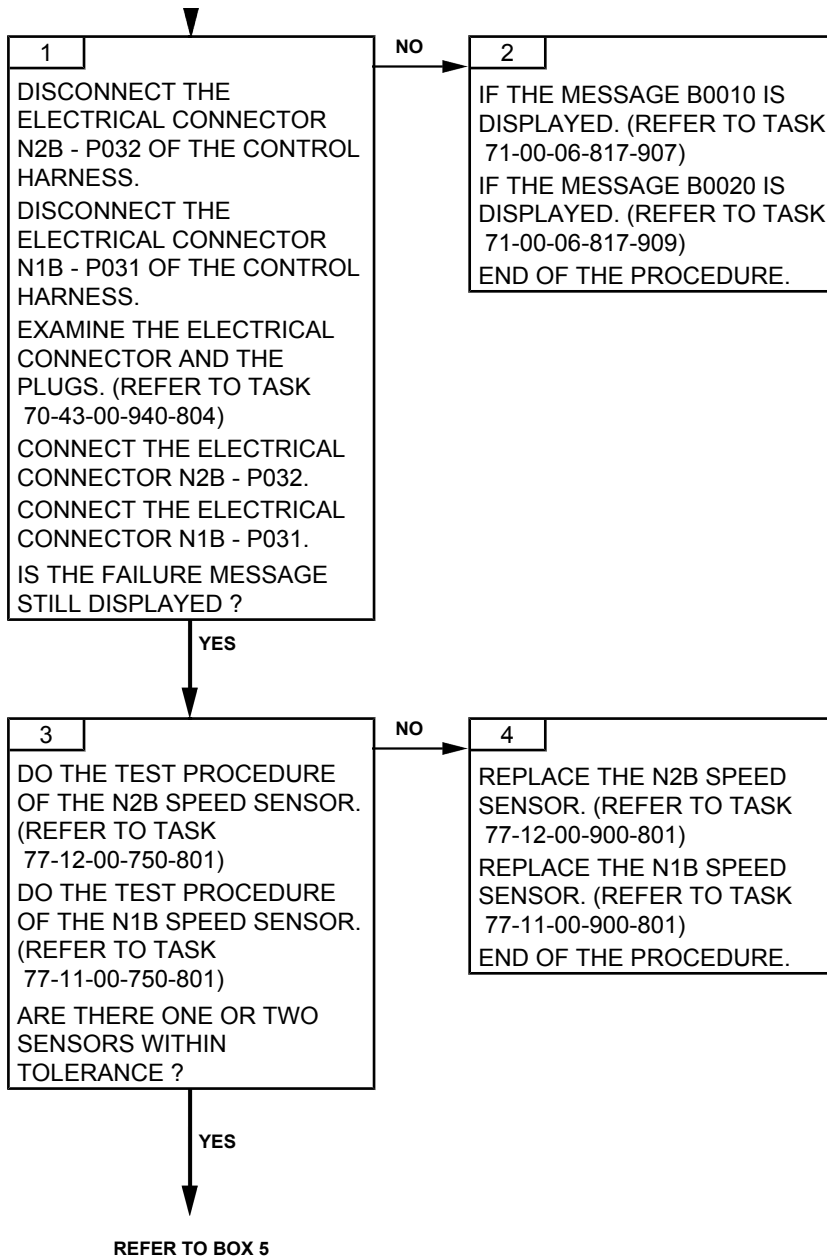 1
DISCONNECT THE
ELECTRICAL CONNECTOR
N2B - P032 OF THE CONTROL
HARNESS.
DISCONNECT THE
ELECTRICAL CONNECTOR
N1B - P031 OF THE CONTROL
HARNESS.
EXAMINE THE ELECTRICAL
CONNECTOR AND THE
PLUGS. (REFER TO TASK
70-43-00-940-804)
CONNECT THE ELECTRICAL
CONNECTOR N2B - P032.
CONNECT THE ELECTRICAL
CONNECTOR N1B - P031.
IS THE FAILURE MESSAGE
STILL DISPLAYED ?
NO
2
IF THE MESSAGE B0010 IS
DISPLAYED. (REFER TO TASK
71-00-06-817-907)
IF THE MESSAGE B0020 IS
DISPLAYED. (REFER TO TASK
71-00-06-817-909)
END OF THE PROCEDURE.
YES
3
DO THE TEST PROCEDURE
OF THE N2B SPEED SENSOR.
(REFER TO TASK
77-12-00-750-801)
DO THE TEST PROCEDURE
OF THE N1B SPEED SENSOR.
(REFER TO TASK
77-11-00-750-801)
ARE THERE ONE OR TWO
SENSORS WITHIN
TOLERANCE ?
NO
4
REPLACE THE N2B SPEED
SENSOR. (REFER TO TASK
77-12-00-900-801)
REPLACE THE N1B SPEED
SENSOR. (REFER TO TASK
77-11-00-900-801)
END OF THE PROCEDURE.
YES
REFER TO BOX 5